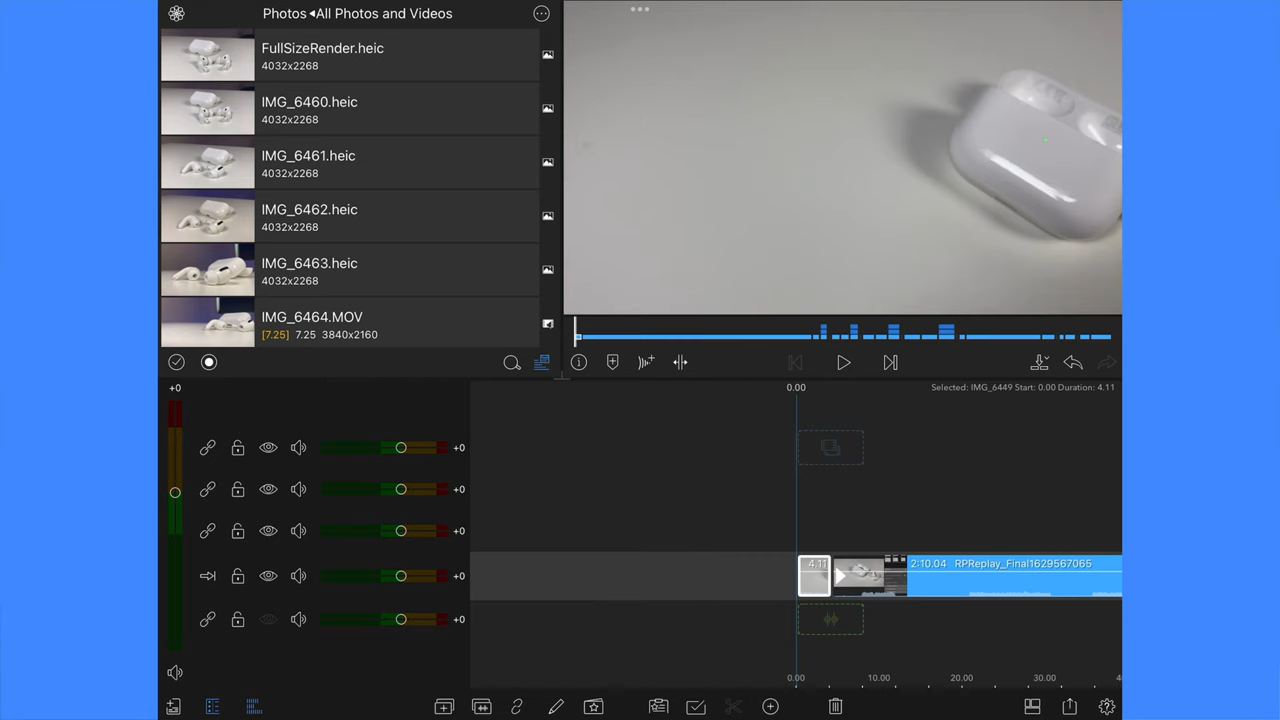 Photos ◂All Photos and Videos
FullSizeRender.heic
4032x2268
IMG_6460.heic
4032x2268
IMG_6461.heic
4032x2268
IMG_6462.heic
4032x2268
IMG_6463.heic
4032x2268
IMG_6464.MOV
[7.25] 7.25 3840x2160
+0
0.00
Selected: IMG_6449 Start: 0.00 Duration: 4.11
+0
+0
+0
4.11
2:10.04 RPReplay_Final1629567065
+0
+0
0.00 10.00 20.00 30.00